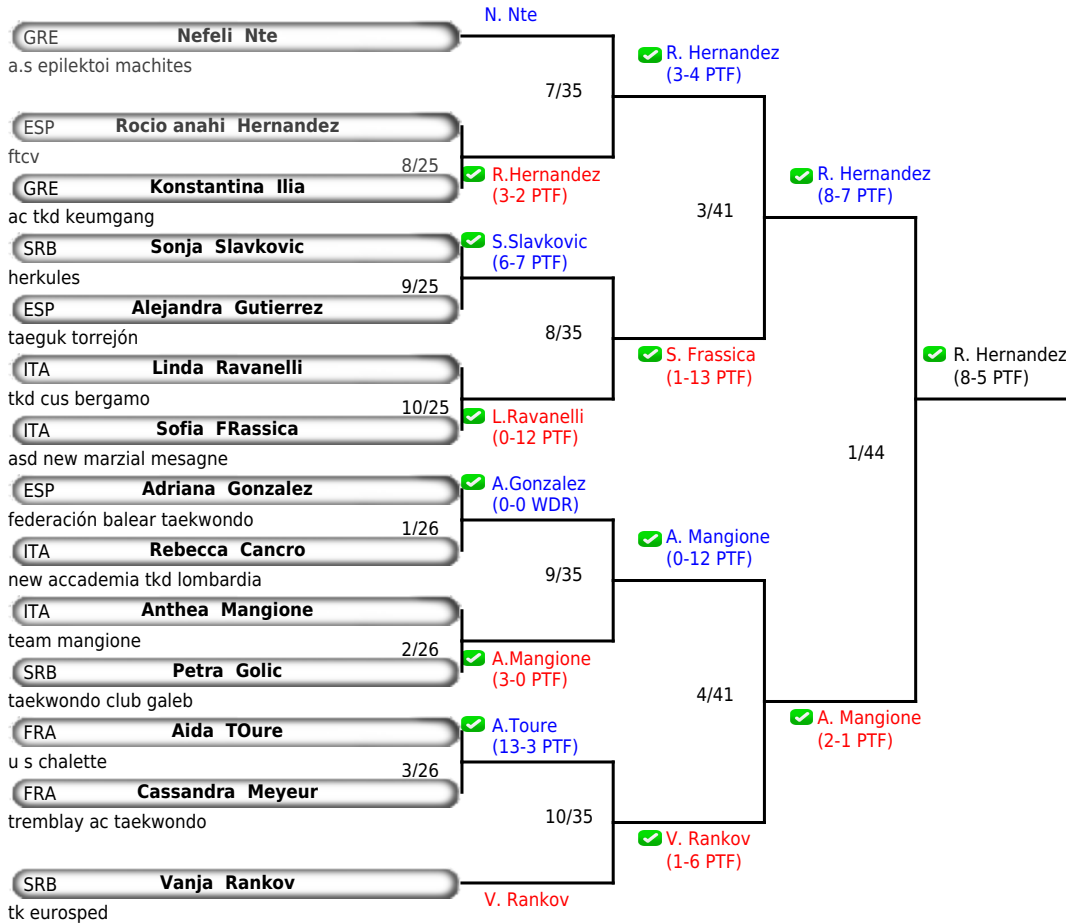 N. Nte
GRE Nefeli Nte
a.s epilektoi machites
R. Hernandez
(3-4 PTF)
7/35
ESP Rocio anahi Hernandez
ftcv
8/25
R.Hernandez
(3-2 PTF)
GRE Konstantina Ilia
ac tkd keumgang
R. Hernandez
(8-7 PTF)
3/41
SRB Sonja Slavkovic
herkules
S.Slavkovic
(6-7 PTF)
9/25
ESP Alejandra Gutierrez
taeguk torrejón
8/35
ITA Linda Ravanelli
tkd cus bergamo
S. Frassica
(1-13 PTF)
R. Hernandez
(8-5 PTF)
10/25
L.Ravanelli
(0-12 PTF)
ITA Sofia FRassica
asd new marzial mesagne
1/44
ESP Adriana Gonzalez
federación balear taekwondo
A.Gonzalez
(0-0 WDR)
1/26
ITA Rebecca Cancro
new accademia tkd lombardia
A. Mangione
(0-12 PTF)
9/35
ITA Anthea Mangione
team mangione
2/26
A.Mangione
(3-0 PTF)
SRB Petra Golic
taekwondo club galeb
4/41
A. Mangione
(2-1 PTF)
FRA Aida TOure
u s chalette
A.Toure
(13-3 PTF)
3/26
FRA Cassandra Meyeur
tremblay ac taekwondo
10/35
V. Rankov
(1-6 PTF)
SRB Vanja Rankov
tk eurosped
V. Rankov